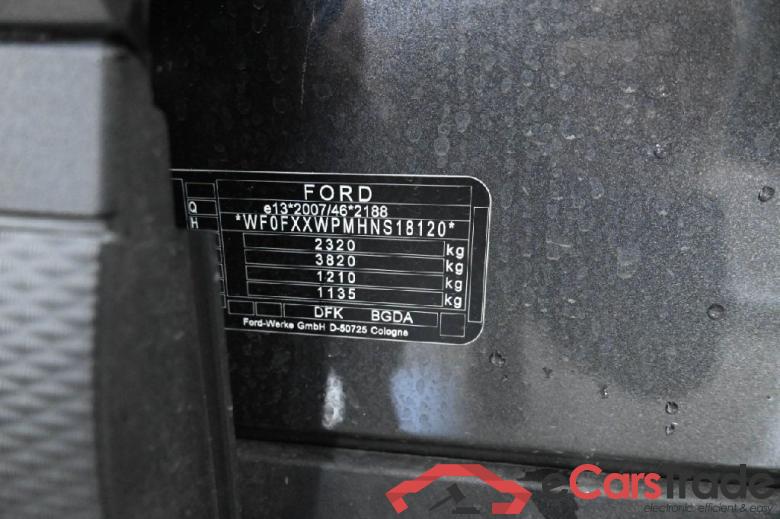 FORD
Q e13*2007/46*2188
H *WF0FXXWPMHNS18120*
2320 kg
3820 kg
1210 kg
1135 kg
DFK BGDA
Ford-Werke GmbH D-50725 Cologne
eCarstrade
electronic, efficient & easy